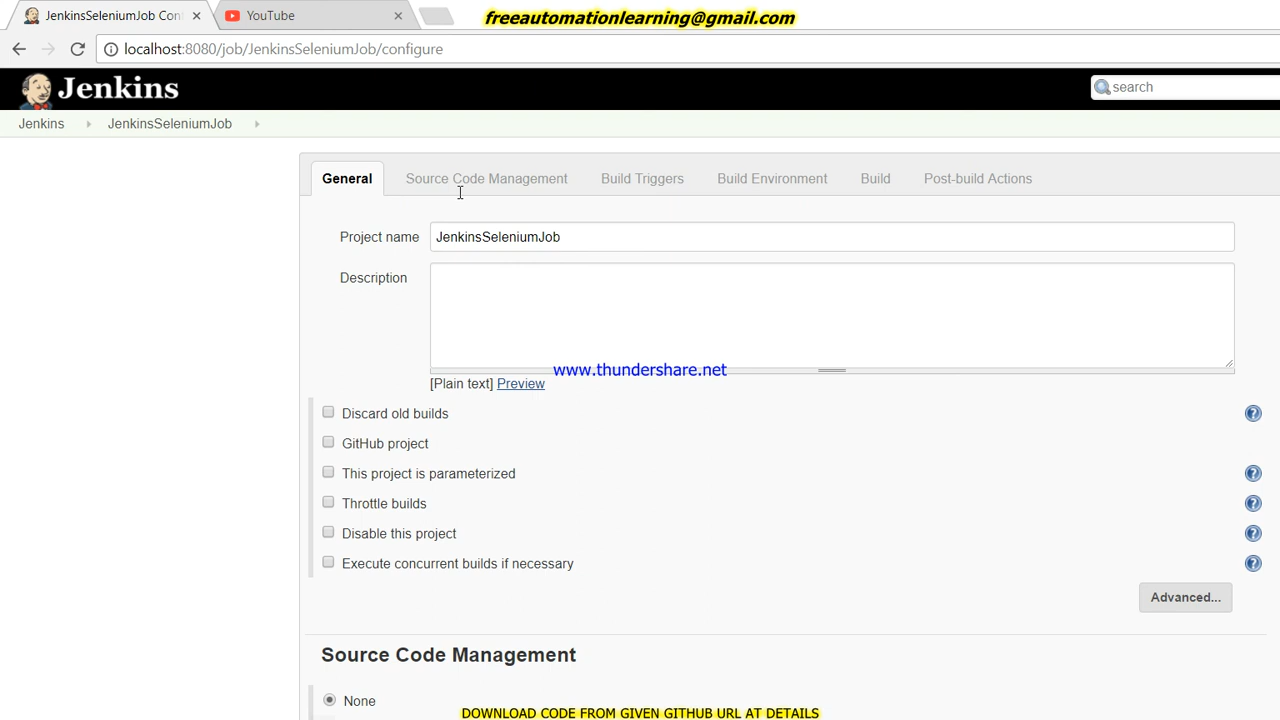 JenkinsSeleniumJob Con
YouTube
freeautomationlearning@gmail.com
localhost:8080/job/JenkinsSeleniumJob/configure
Jenkins
search
Jenkins
JenkinsSeleniumJob
General
Source Code Management
Build Triggers
Build Environment
Build
Post-build Actions
Project name
JenkinsSeleniumJob
Description
www.thundershare.net
[Plain text] Preview
Discard old builds
GitHub project
This project is parameterized
Throttle builds
Disable this project
Execute concurrent builds if necessary
Advanced...
Source Code Management
None
DOWNLOAD CODE FROM GIVEN GITHUB URL AT DETAILS